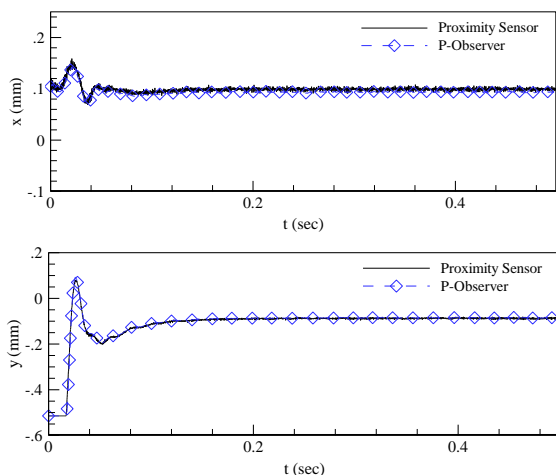 .2
Proximity Sensor
P-Observer
x (mm)
.1
0
-.1
0
0.2
0.4
t (sec)
.2
Proximity Sensor
P-Observer
0
y (mm)
-.2
-.4
-.6
0
0.2
0.4
t (sec)